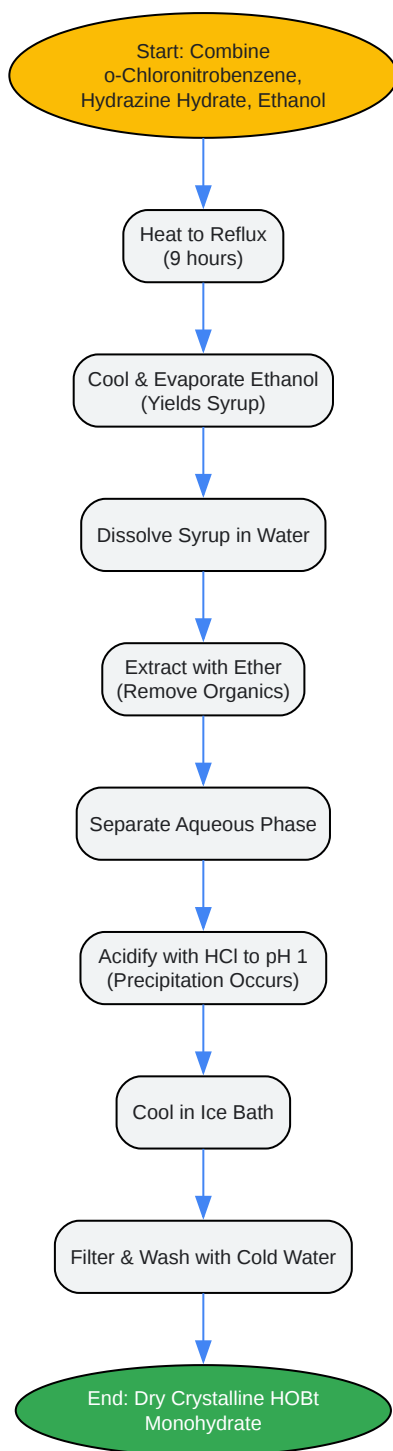 Start: Combine
o-Chloronitrobenzene,
Hydrazine Hydrate, Ethanol
Heat to Reflux
(9 hours)
Cool & Evaporate Ethanol
(Yields Syrup)
Dissolve Syrup in Water
Extract with Ether
(Remove Organics)
Separate Aqueous Phase
Acidify with HCl to pH 1
(Precipitation Occurs)
Cool in Ice Bath
Filter & Wash with Cold Water
End: Dry Crystalline HOBt
Monohydrate